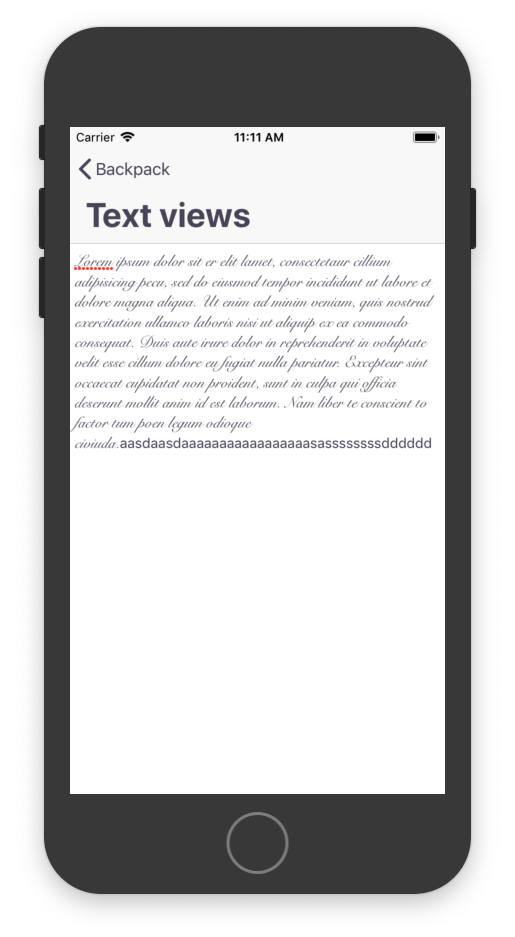 Carrier 11:11 AM
Backpack
Text views
Lorem ipsum dolor sit er elit lamet, consectetaur cillium
adipisicing pecu, sed do eiusmod tempor incididunt ut labore et
dolore magna aliqua. Ut enim ad minim veniam, quis nostrud
exercitation ullamco laboris nisi ut aliquip ex ea commodo
consequat. Duis aute irure dolor in reprehenderit in voluptate
velit esse cillum dolore eu fugiat nulla pariatur. Excepteur sint
occaecat cupidatat non proident, sunt in culpa qui officia
deserunt mollit anim id est laborum. Nam liber te conscient to
factor tum poen legum odioque
civiuda.aasdaasdaaaaaaaaaaaaaaaaasassssssssdddddd